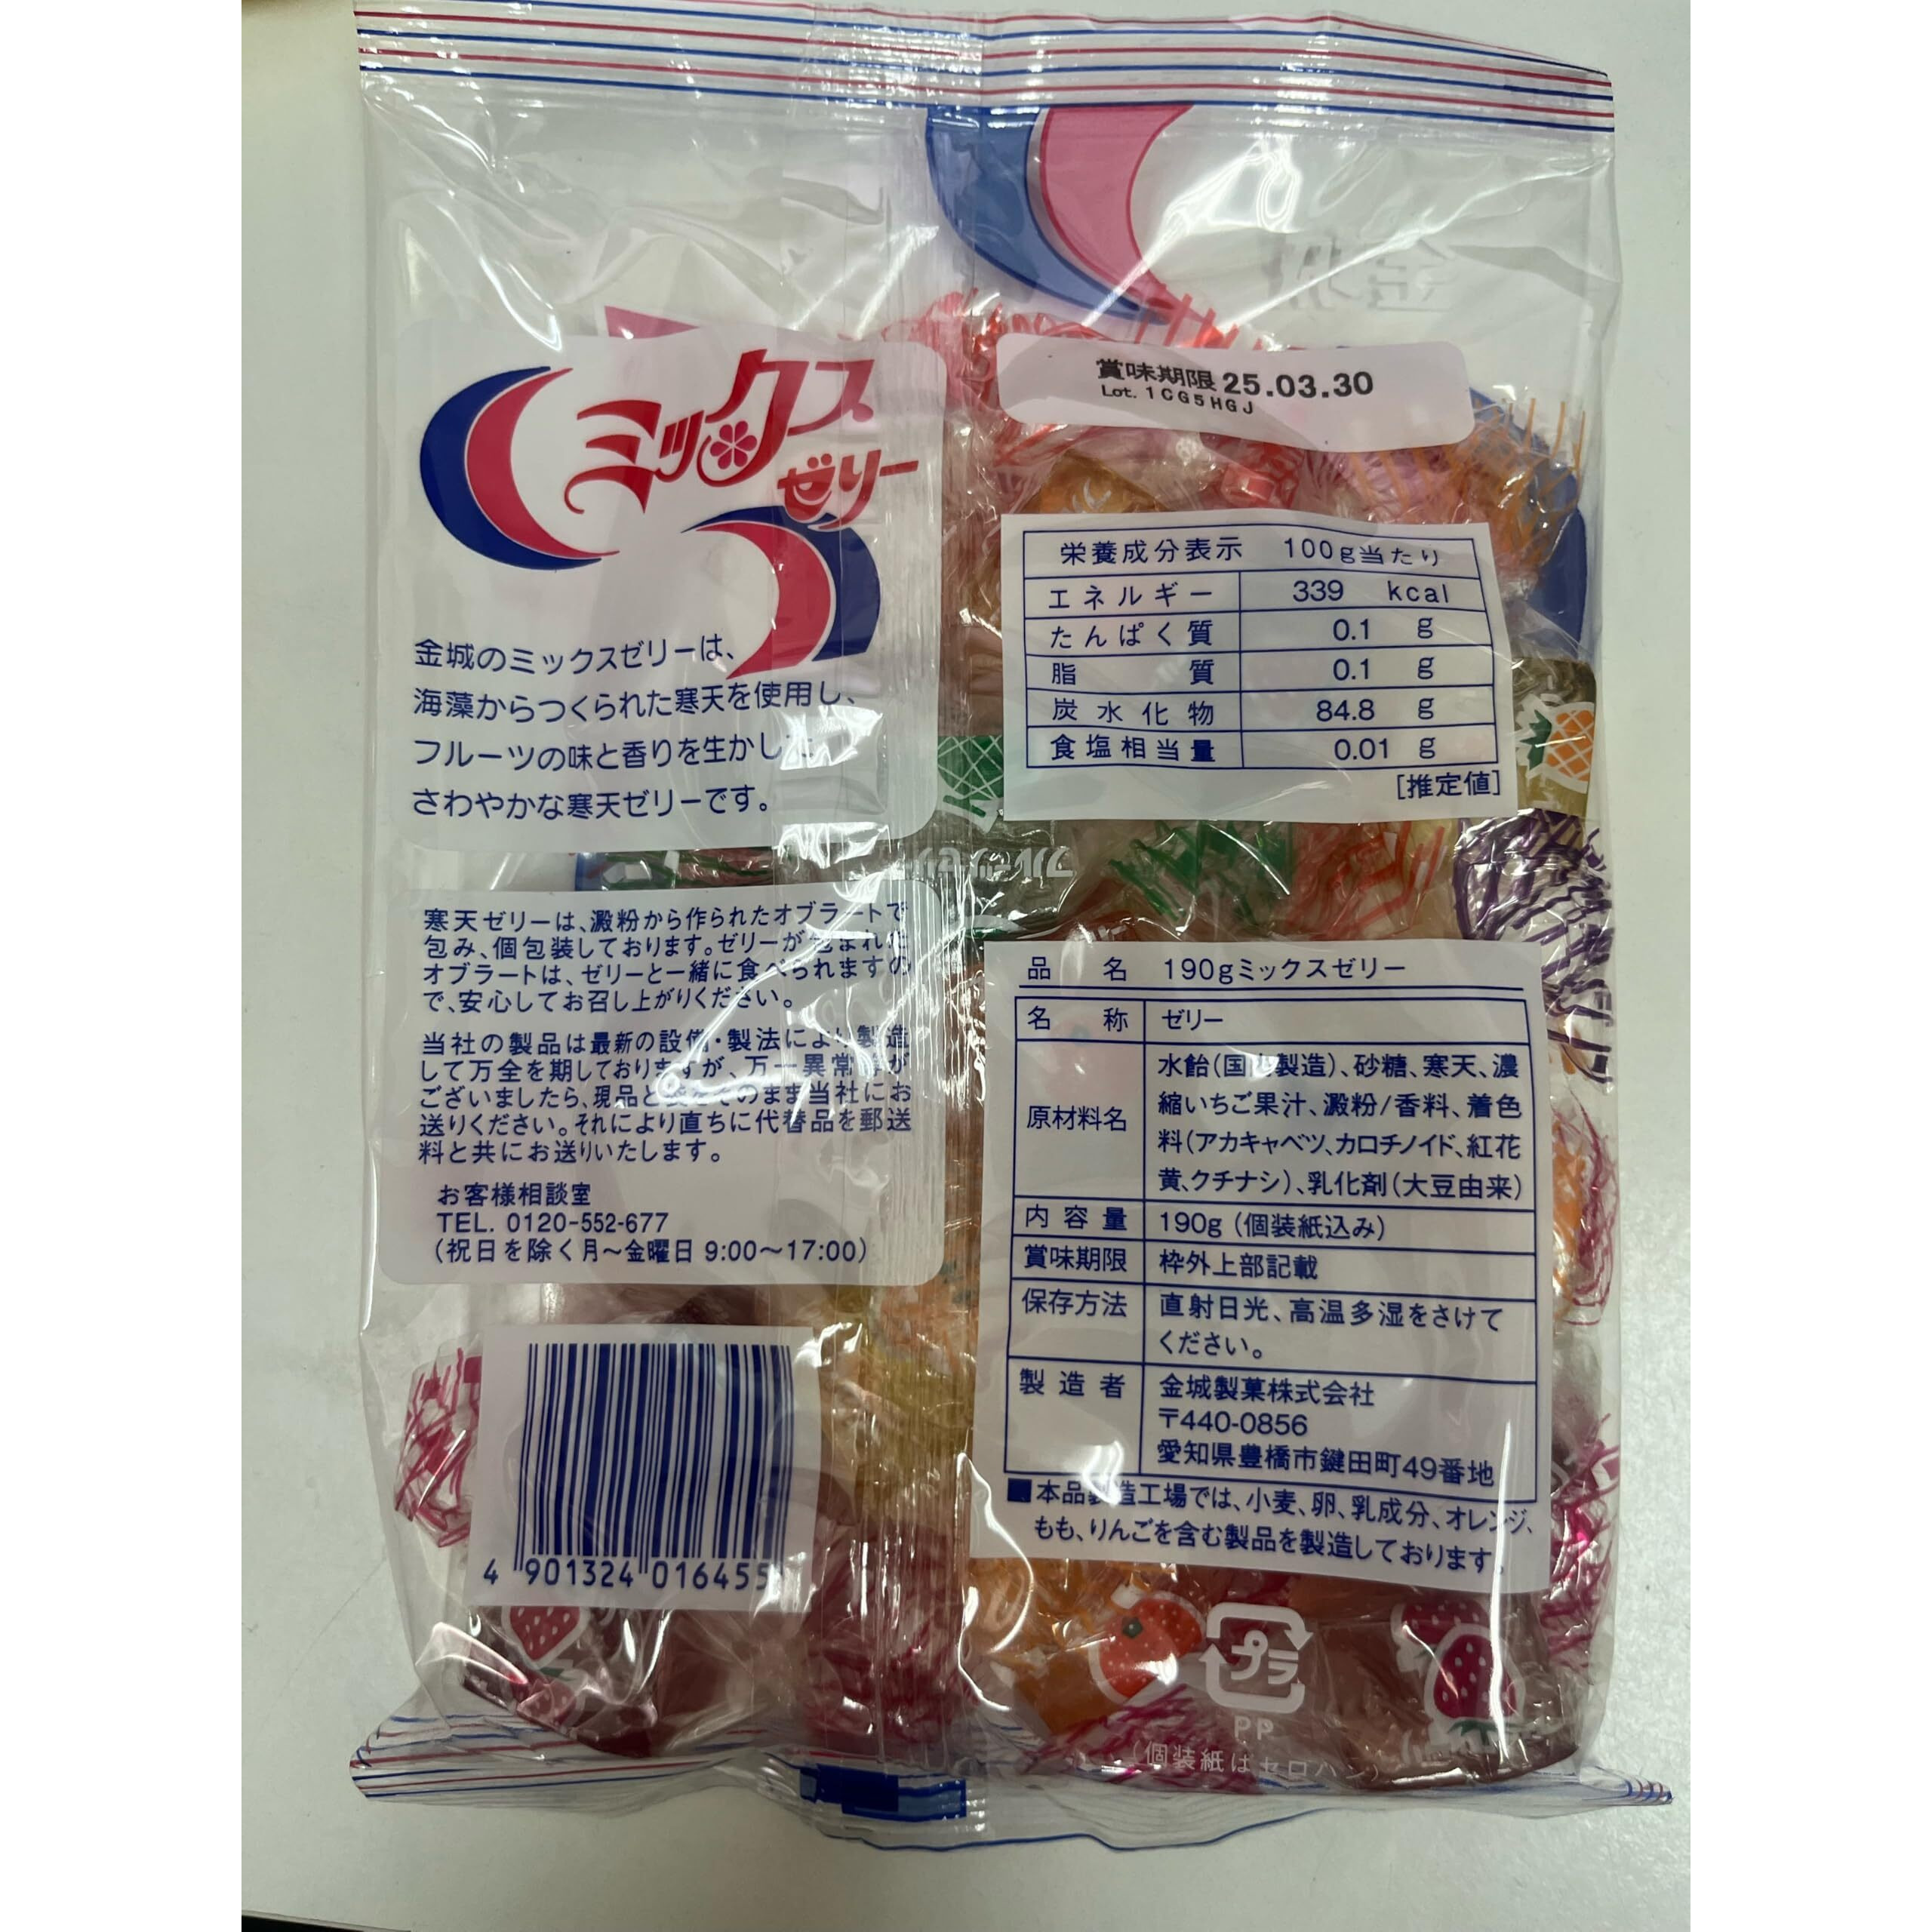 ミックス
ゼリー
金城のミックスゼリーは、
海藻からつくられた寒天を使用し、
フルーツの味と香りを生かした
さわやかな寒天ゼリーです。
寒天ゼリーは、澱粉から作られたオブラートで
包み、個包装しております。ゼリーが包まれた
オブラートは、ゼリーと一緒に食べられますの
で、安心してお召し上がりください。
当社の製品は最新の設備・製法により製造
して万全を期しておりますが、万一異常等が
ございましたら、現品と袋をそのまま当社にお
送りください。それにより直ちに代替品を郵送
料と共にお送りいたします。
お客様相談室
TEL. 0120-552-677
(祝日を除く月〜金曜日 9:00〜17:00)
4 901324 016455
金城
賞味期限 25.03.30
Lot. 1CG5HGJ
栄養成分表示 100g当たり
エネルギー 339 kcal
たんぱく質 0.1 g
脂質 0.1 g
炭水化物 84.8 g
食塩相当量 0.01 g
[推定値]
品名 190gミックスゼリー
名称 ゼリー
原材料名 水飴(国内製造)、砂糖、寒天、濃
縮いちご果汁、澱粉/香料、着色
料(アカキャベツ、カロチノイド、紅花
黄、クチナシ)、乳化剤(大豆由来)
内容量 190g (個装紙込み)
賞味期限 枠外上部記載
保存方法 直射日光、高温多湿をさけて
ください。
製造者 金城製菓株式会社
〒440-0856
愛知県豊橋市鍵田町49番地
■本品製造工場では、小麦、卵、乳成分、オレンジ、
もも、りんごを含む製品を製造しております。
プラ
PP
(個装紙はセロハン)